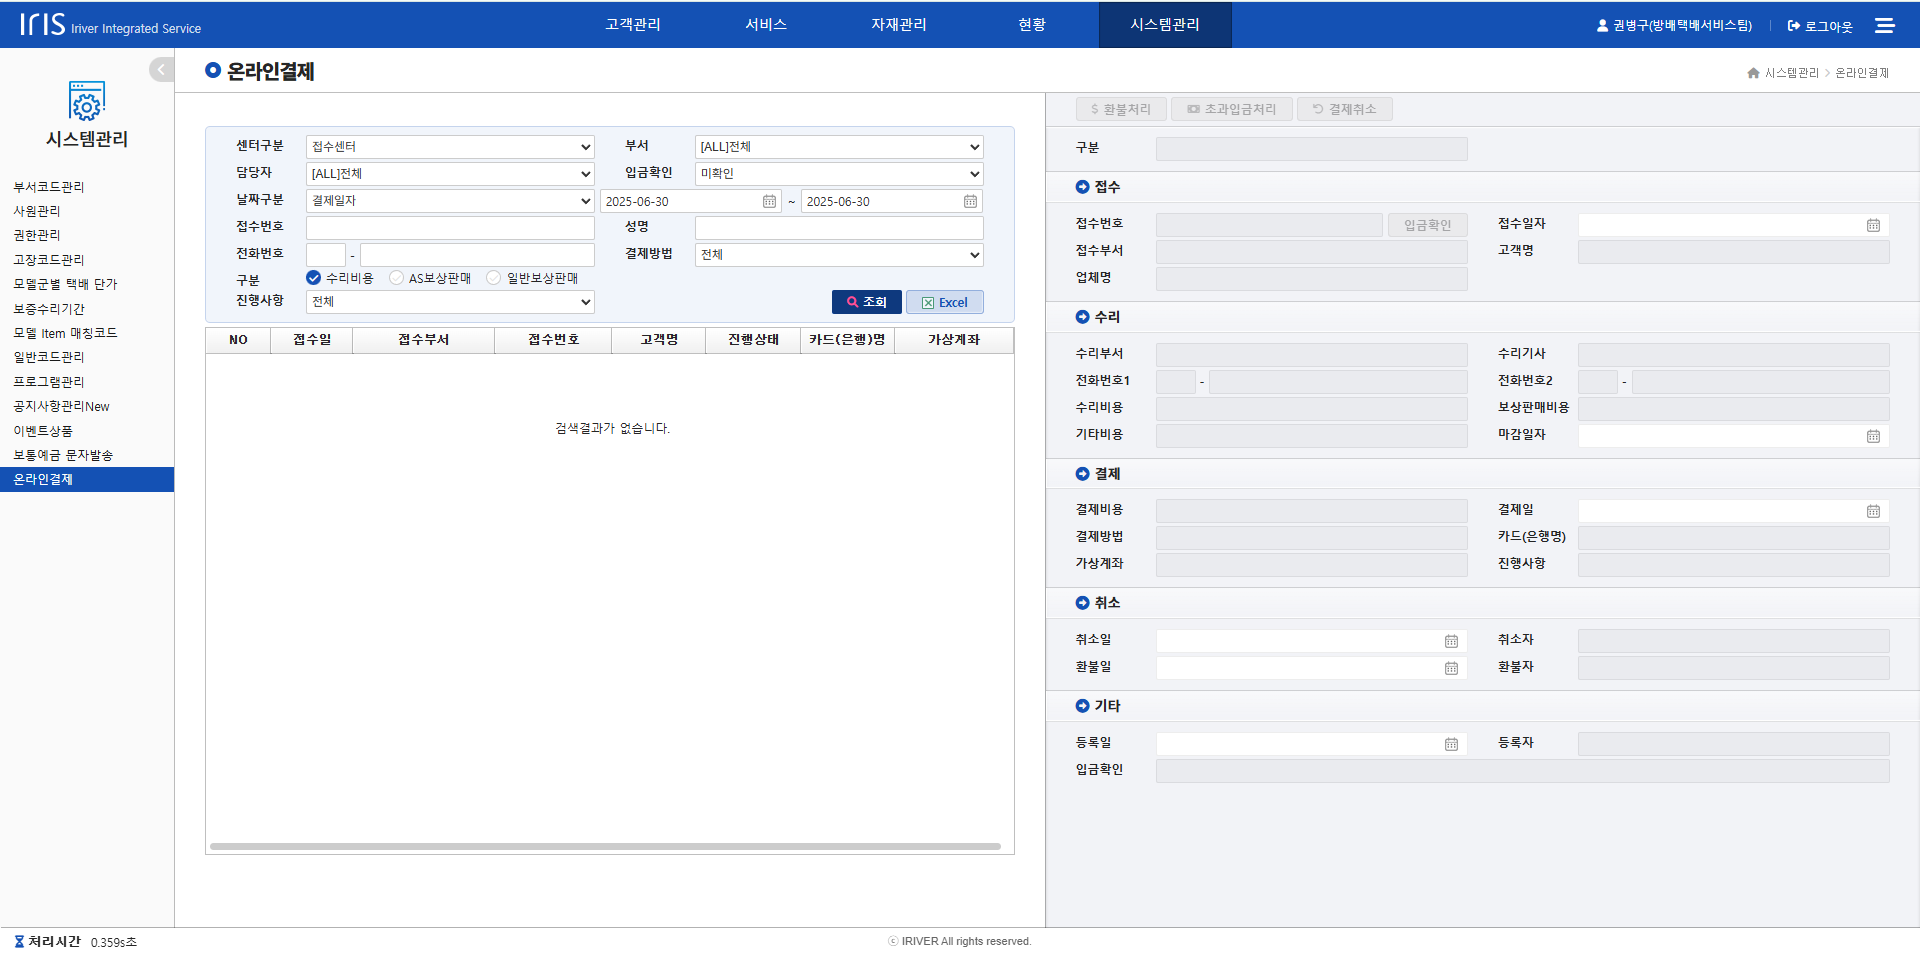 IRIS Iriver Integrated Service
고객관리
서비스
자재관리
현황
시스템관리
권병구(방배택배서비스팀)
로그아웃
시스템관리
부서코드관리
사원관리
권한관리
고장코드관리
모델군별 택배 단가
보증수리기간
모델 Item 매칭코드
일반코드관리
프로그램관리
공지사항관리New
이벤트상품
보통예금 문자발송
온라인결제
온라인결제
시스템관리 > 온라인결제
센터구분 접수센터 부서 [ALL]전체
담당자 [ALL]전체 입금확인 미확인
날짜구분 결제일자 2025-06-30 ~ 2025-06-30
접수번호 성명
전화번호 - 결제방법 전체
구분 수리비용 AS보상판매 일반보상판매
진행사항 전체 조회 Excel
NO 접수일 접수부서 접수번호 고객명 진행상태 카드(은행)명 가상계좌
검색결과가 없습니다.
$ 환불처리 초과입금처리 결제취소
구분
접수
접수번호 입금확인 접수일자
접수부서 고객명
업체명
수리
수리부서 수리기사
전화번호1 - 전화번호2 -
수리비용 보상판매비용
기타비용 마감일자
결제
결제비용 결제일
결제방법 카드(은행명)
가상계좌 진행사항
취소
취소일 취소자
환불일 환불자
기타
등록일 등록자
입금확인
처리시간 0.359s초
ⓒ IRIVER All rights reserved.